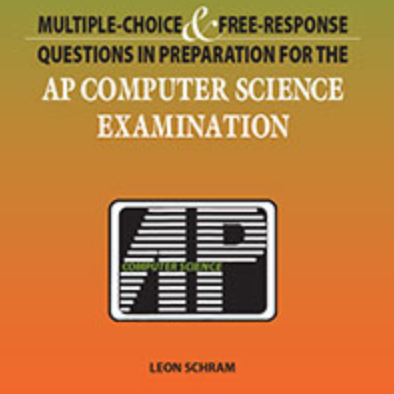 MULTIPLE-CHOICE & FREE-RESPONSE
QUESTIONS IN PREPARATION FOR THE
AP COMPUTER SCIENCE
EXAMINATION
AP
COMPUTER SCIENCE
LEON SCHRAM